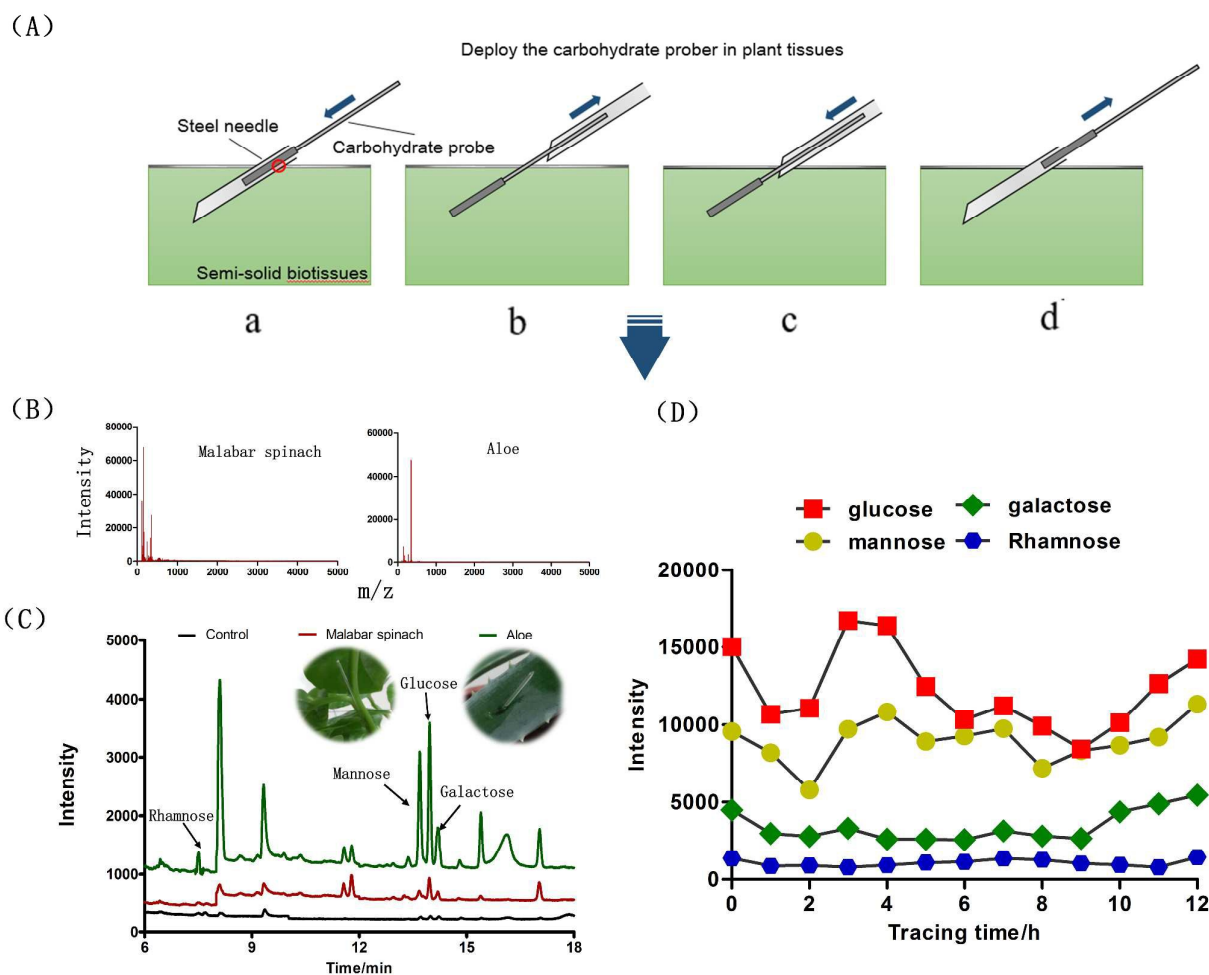 (A)
Deploy the carbohydrate prober in plant tissues
Steel needle
Carbohydrate probe
Semi-solid biotissues
a
b
c
d
(B)
80000
60000
40000
20000
0
Intensity
Malabar spinach
0
1000
2000
3000
4000
5000
60000
40000
20000
0
Aloe
0
1000
2000
3000
4000
5000
m/z
(C)
Control
Malabar spinach
Aloe
5000
4000
3000
2000
1000
0
Intensity
Rhamnose
Mannose
Glucose
Galactose
6
9
12
15
18
Time/min
(D)
glucose
galactose
mannose
Rhamnose
20000
15000
10000
5000
0
Intensity
0
2
4
6
8
10
12
Tracing time/h